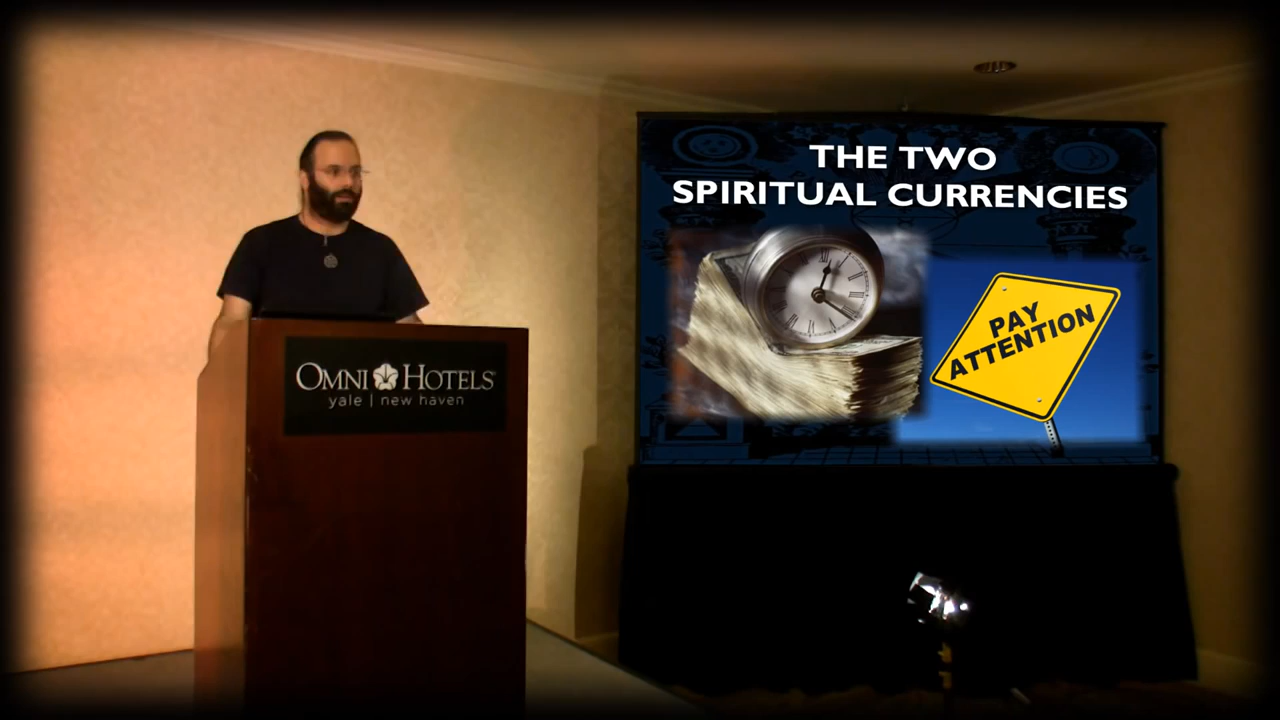 THE TWO
SPIRITUAL CURRENCIES
PAY
ATTENTION
OMNI HOTELS
yale | new haven